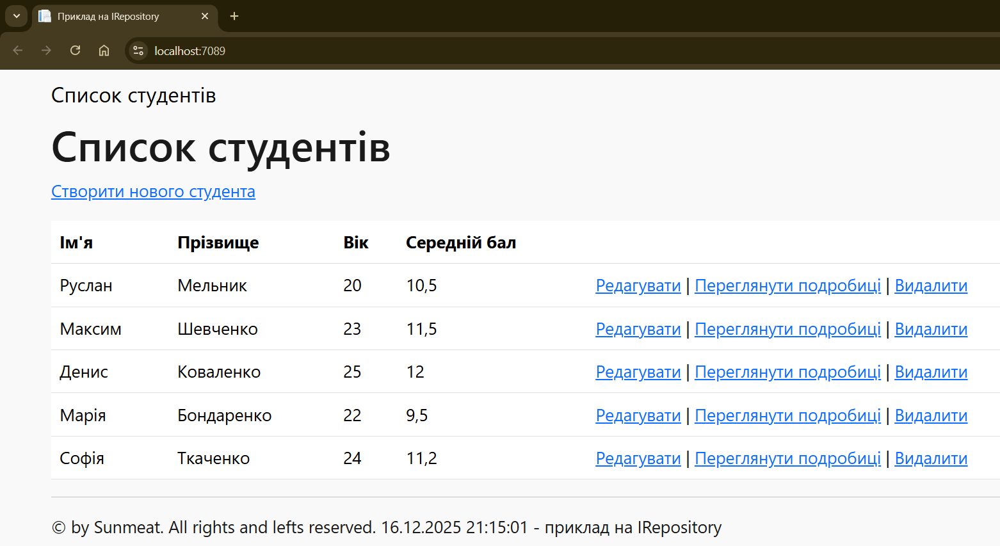 Приклад на IRepository
localhost:7089
Список студентів
Список студентів
Створити нового студента
Ім'я Прізвище Вік Середній бал
Руслан Мельник 20 10,5 Редагувати | Переглянути подробиці | Видалити
Максим Шевченко 23 11,5 Редагувати | Переглянути подробиці | Видалити
Денис Коваленко 25 12 Редагувати | Переглянути подробиці | Видалити
Марія Бондаренко 22 9,5 Редагувати | Переглянути подробиці | Видалити
Софія Ткаченко 24 11,2 Редагувати | Переглянути подробиці | Видалити
© by Sunmeat. All rights and lefts reserved. 16.12.2025 21:15:01 - приклад на IRepository